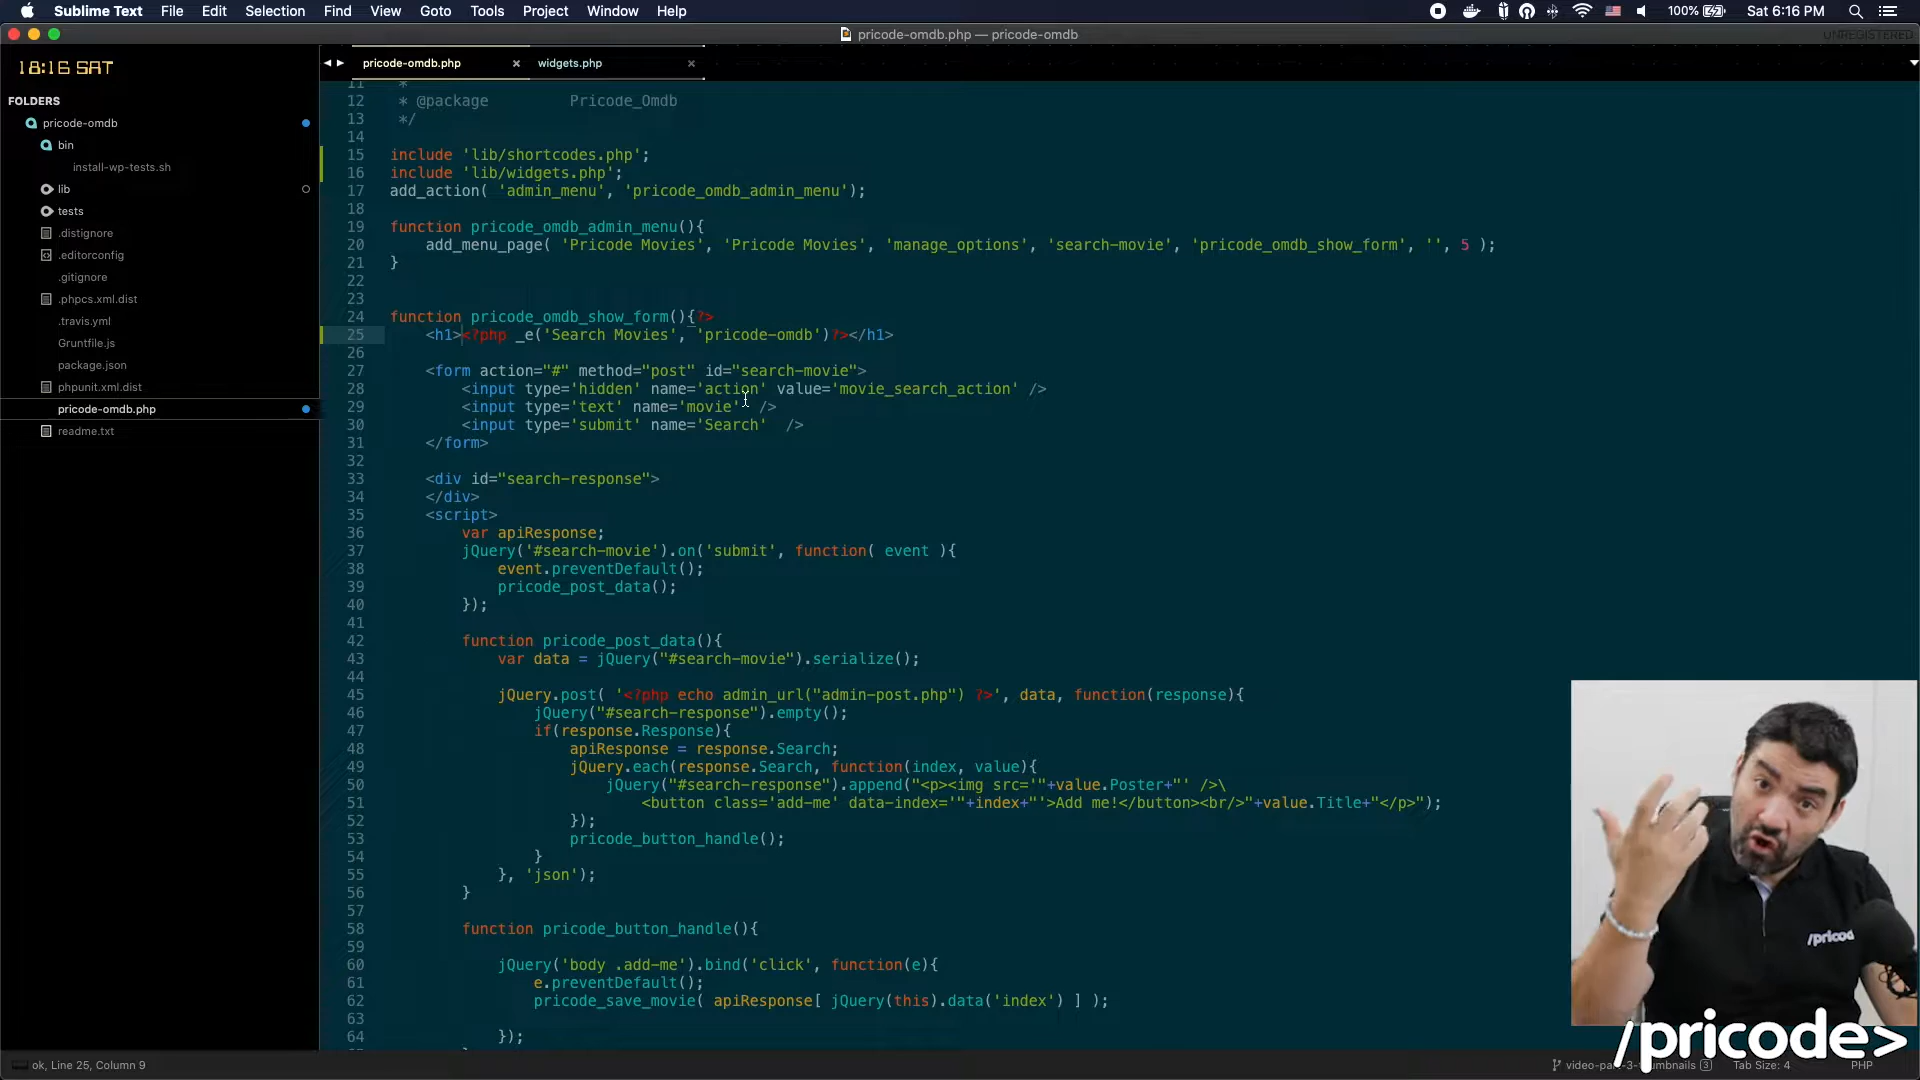 Sublime Text File Edit Selection Find View Goto Tools Project Window Help 100% Sat 6:16 PM
pricode-omdb.php — pricode-omdb
UNREGISTERED
18:16 SAT
pricode-omdb.php
widgets.php
FOLDERS
pricode-omdb
bin
install-wp-tests.sh
lib
tests
.distignore
.editorconfig
.gitignore
.phpcs.xml.dist
.travis.yml
Gruntfile.js
package.json
phpunit.xml.dist
pricode-omdb.php
readme.txt
11 *
12 * @package Pricode_Omdb
13 */
14
15 include 'lib/shortcodes.php';
16 include 'lib/widgets.php';
17 add_action( 'admin_menu', 'pricode_omdb_admin_menu');
18
19 function pricode_omdb_admin_menu(){
20 add_menu_page( 'Pricode Movies', 'Pricode Movies', 'manage_options', 'search-movie', 'pricode_omdb_show_form', '', 5 );
21 }
22
23
24 function pricode_omdb_show_form(){?>
25 <h1><?php _e('Search Movies', 'pricode-omdb')?></h1>
26
27 <form action="#" method="post" id="search-movie">
28 <input type='hidden' name='action' value='movie_search_action' />
29 <input type='text' name='movie' />
30 <input type='submit' name='Search' />
31 </form>
32
33 <div id="search-response">
34 </div>
35 <script>
36 var apiResponse;
37 jQuery('#search-movie').on('submit', function( event ){
38 event.preventDefault();
39 pricode_post_data();
40 });
41
42 function pricode_post_data(){
43 var data = jQuery("#search-movie").serialize();
44
45 jQuery.post( '<?php echo admin_url("admin-post.php") ?>', data, function(response){
46 jQuery("#search-response").empty();
47 if(response.Response){
48 apiResponse = response.Search;
49 jQuery.each(response.Search, function(index, value){
50 jQuery("#search-response").append("<p><img src='"+value.Poster+"' />\
51 <button class='add-me' data-index='"+index+"'>Add me!</button><br/>"+value.Title+"</p>");
52 });
53 pricode_button_handle();
54 }
55 }, 'json');
56 }
57
58 function pricode_button_handle(){
59
60 jQuery('body .add-me').bind('click', function(e){
61 e.preventDefault();
62 pricode_save_movie( apiResponse[ jQuery(this).data('index') ] );
63
64 });
/pricod
/pricode>
ok, Line 25, Column 9
3 Tab Size: 4 PHP